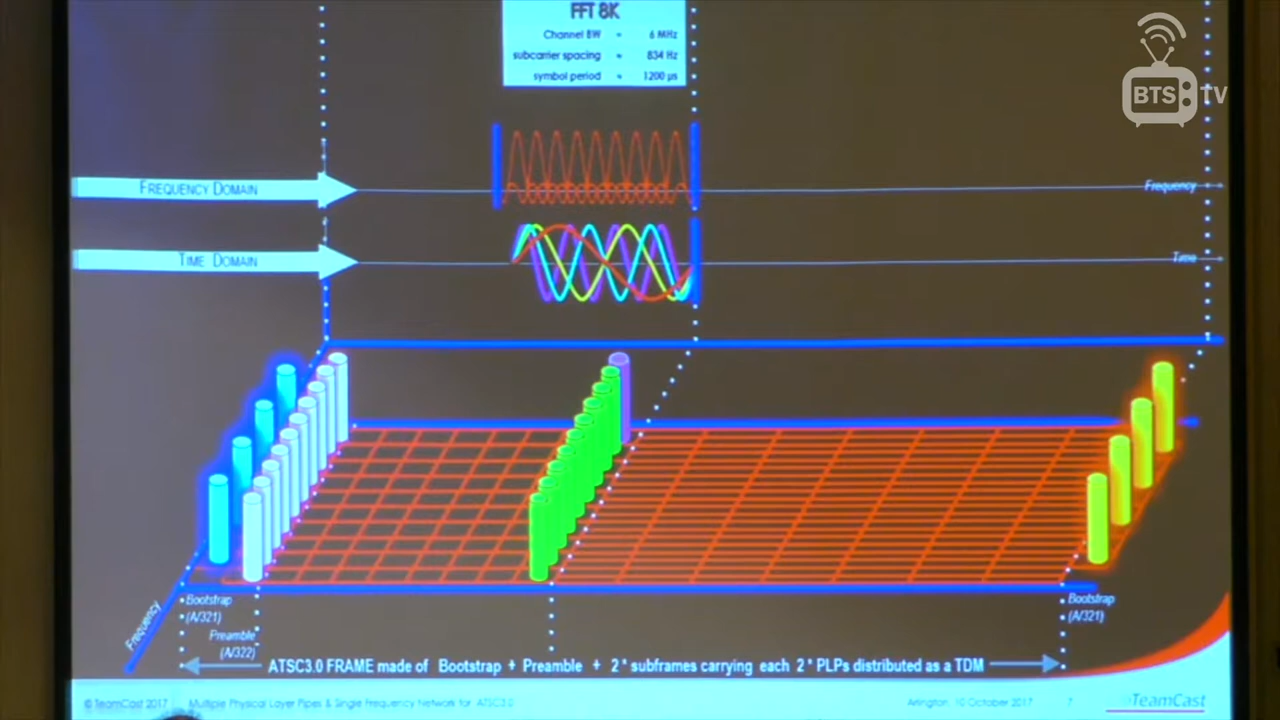 FFT 8K
Channel BW = 6 MHz
subcarrier spacing = 834 Hz
symbol period = 1200 µs
BTS TV
FREQUENCY DOMAIN
Frequency
TIME DOMAIN
Time
Frequency
Bootstrap
(A/321)
Preamble
(A/322)
Bootstrap
(A/321)
ATSC3.0 FRAME made of Bootstrap + Preamble + 2* subframes carrying each 2* PLPs distributed as a TDM
© TeamCast 2017 Multiple Physical Layer Pipes & Single Frequency Network for ATSC3.0 Arlington, 10 October 2017 7 TeamCast